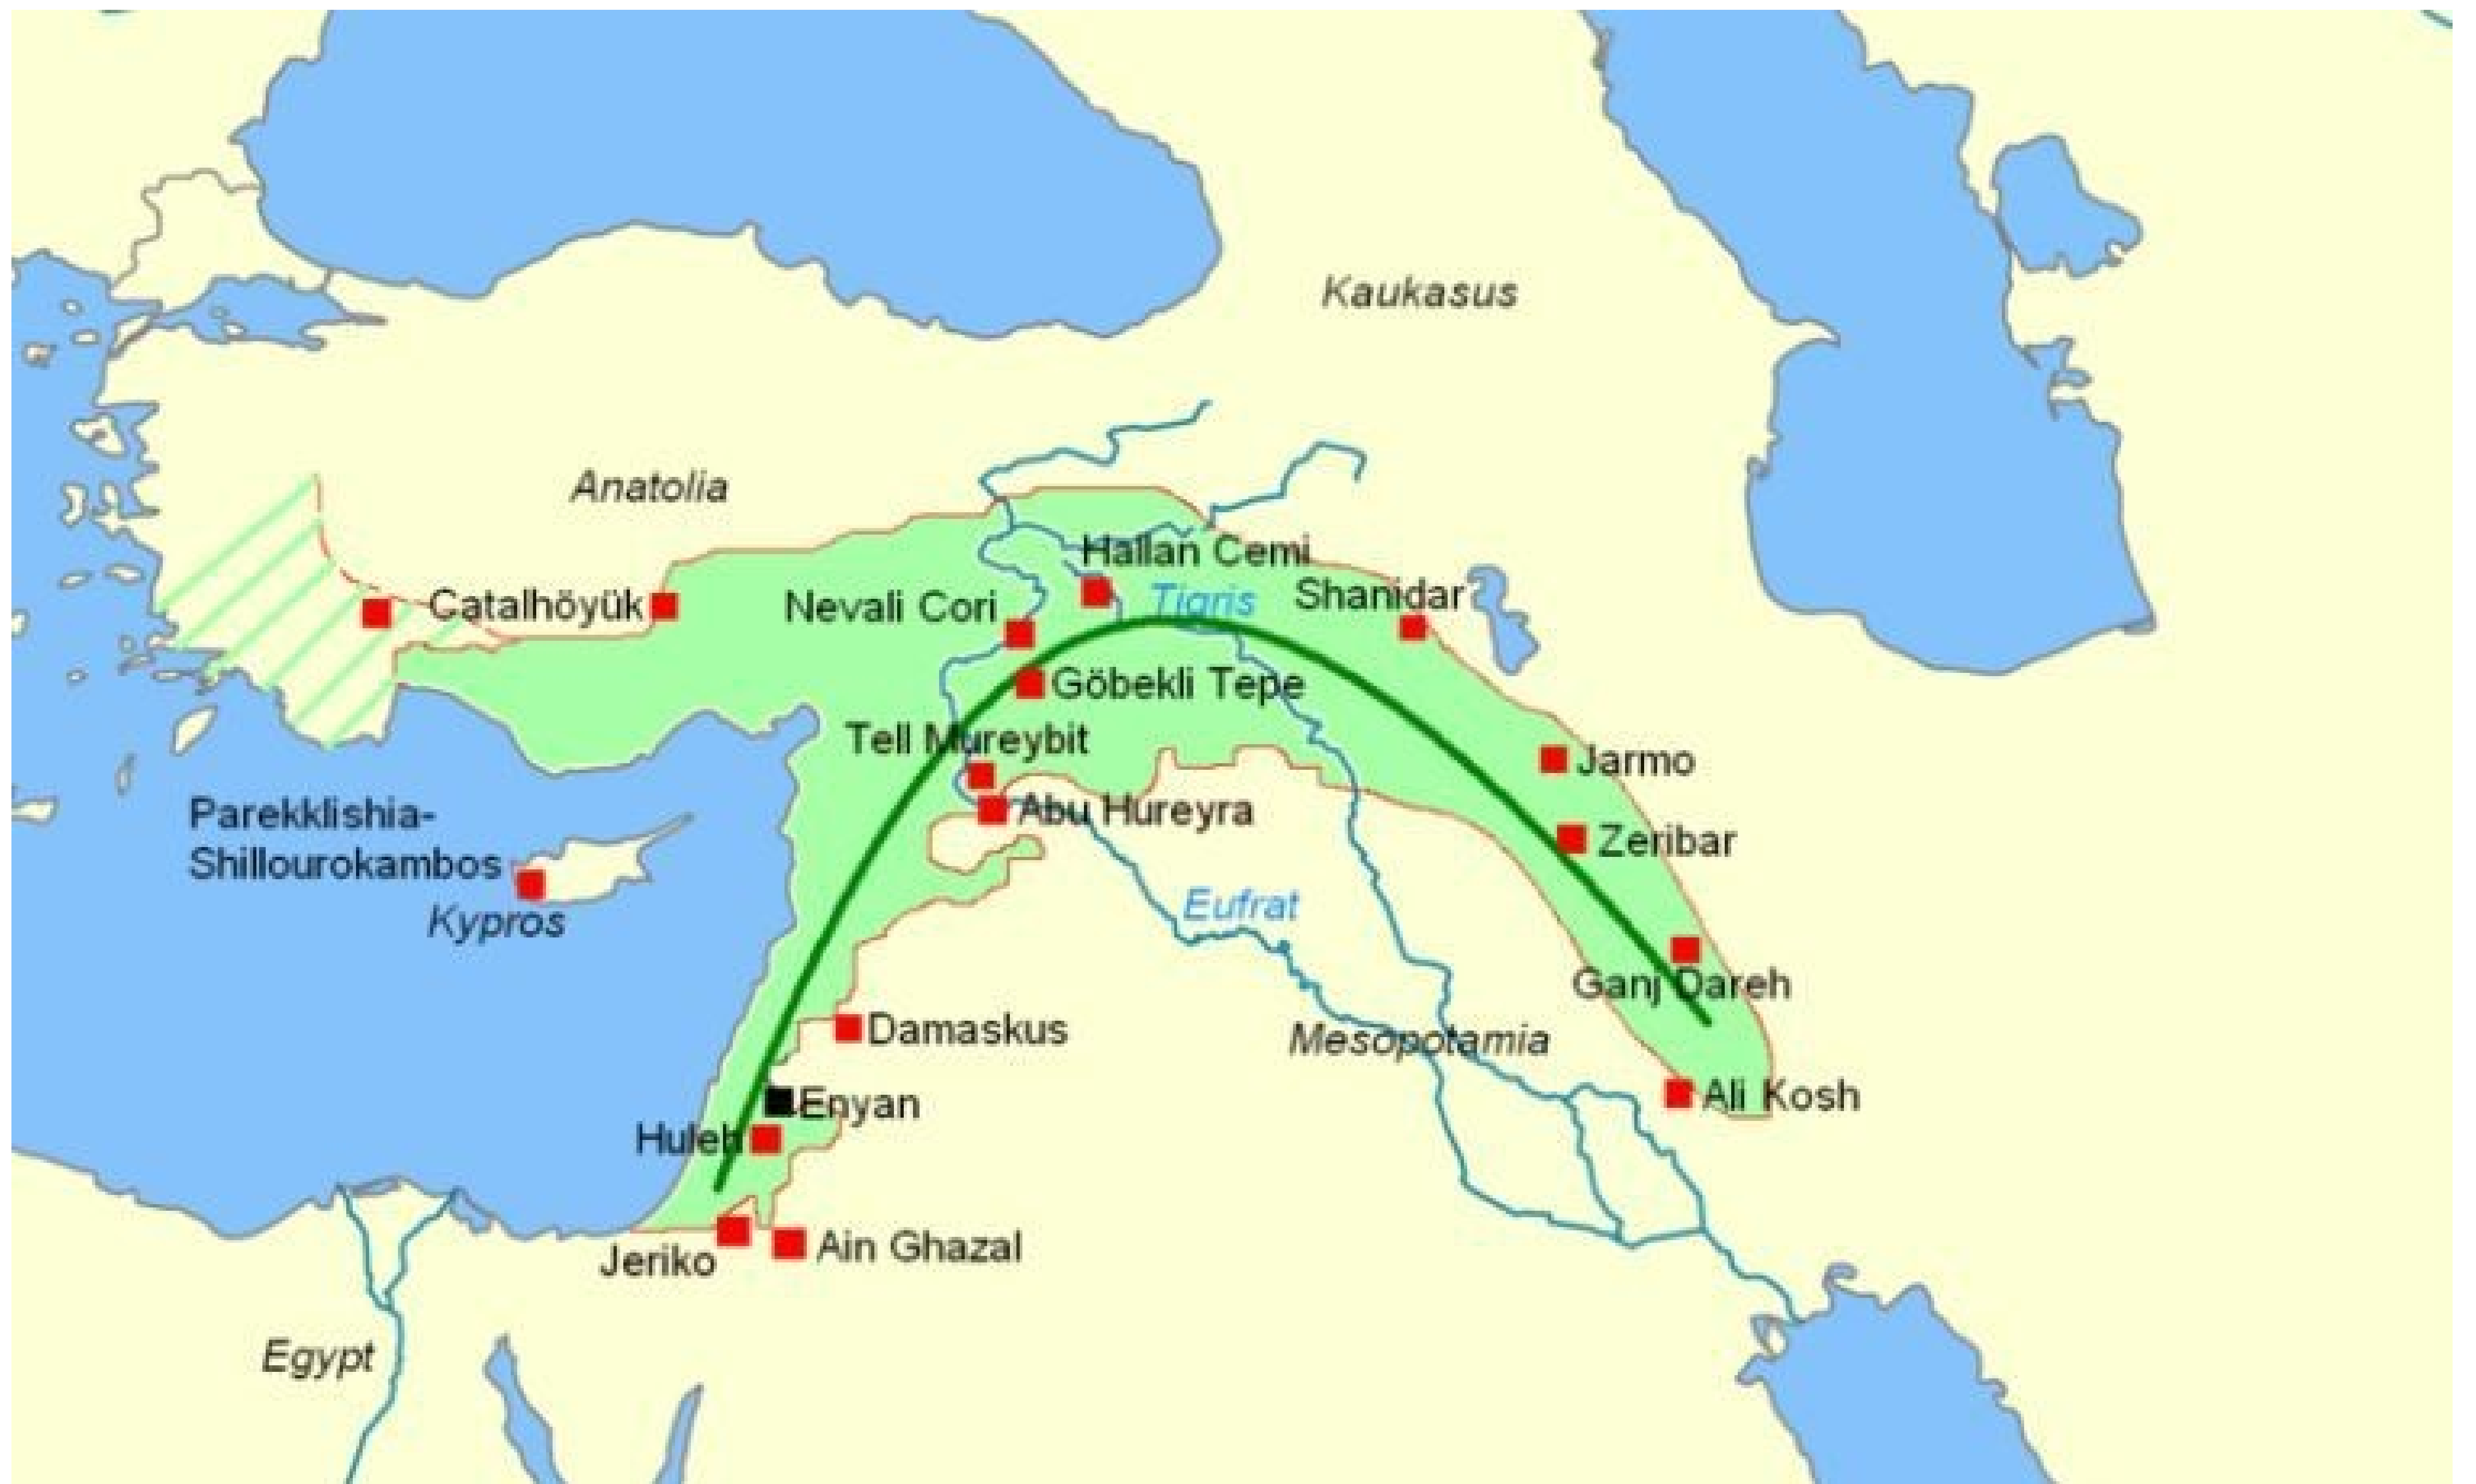 Kaukasus
Anatolia
Hallan Cemi
Catalhöyük
Nevali Cori
Tigris
Shanidar
Göbekli Tepe
Tell Mureybit
Jarmo
Parekklishia-
Shillourokambos
Abu Hureyra
Zeribar
Kypros
Eufrat
Ganj Dareh
Damaskus
Mesopotamia
Enyan
Ali Kosh
Huleh
Jeriko
Ain Ghazal
Egypt